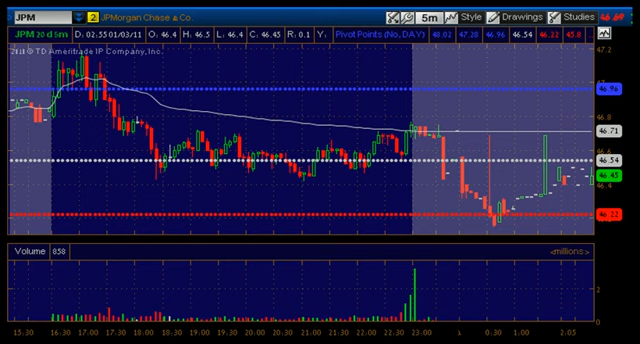 JPM 2 JPMorgan Chase & Co. 5m Style Drawings Studies
JPM 20 d 5m D: 02:55 01/03/11 O: 46.4 H: 46.5 L: 46.4 C: 46.45 R: 0.1 Y: Pivot Points (No, DAY) 48.02 47.28 46.96 46.54 46.22 45.8
2011 © TD Ameritrade IP Company, Inc.
47.2
47
46.96
46.8
46.71
46.54
46.45
46.4
46.22
Volume 858 <millions>
2
0
15:30 16:30 17:00 17:30 18:00 18:30 19:00 19:30 20:00 20:30 21:00 21:30 22:00 22:30 23:00 0:30 1:00 2:05